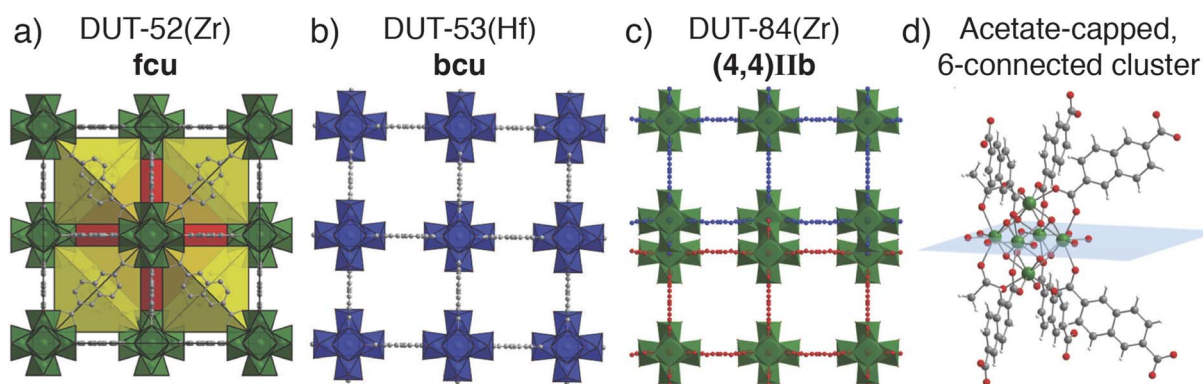 a) DUT-52(Zr)
fcu
b) DUT-53(Hf)
bcu
c) DUT-84(Zr)
(4,4)IIb
d) Acetate-capped,
6-connected cluster